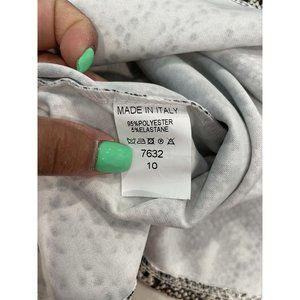 MADE IN ITALY
95%POLYESTER
5%ELASTANE
7632
10